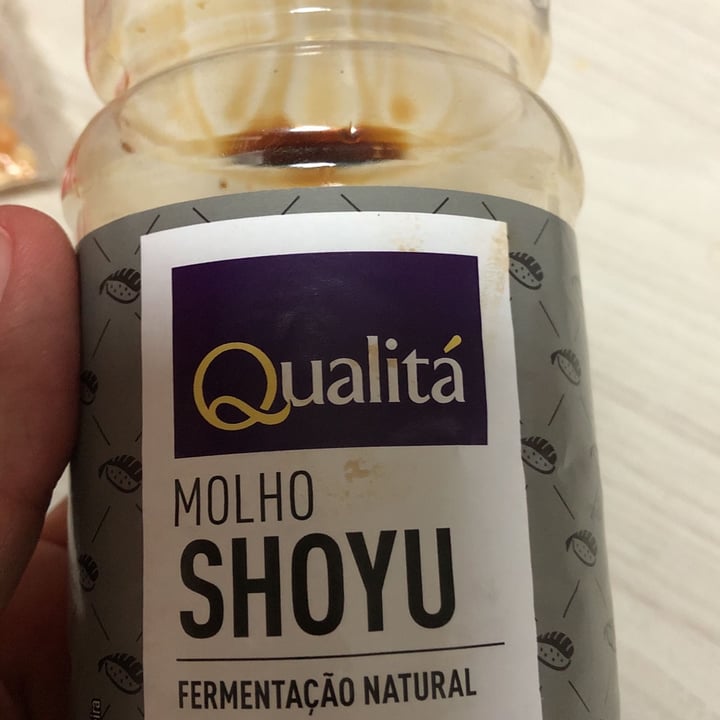 Qualitá
MOLHO
SHOYU
FERMENTAÇÃO NATURAL